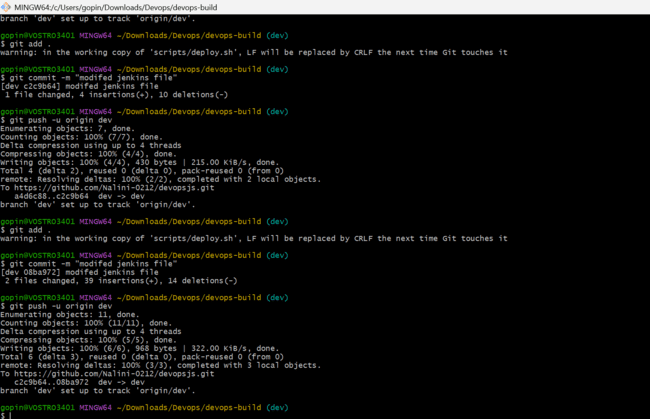 MINGW64:/c/Users/gopin/Downloads/Devops/devops-build
branch 'dev' set up to track 'origin/dev'.
gopin@VOSTRO3401 MINGW64 ~/Downloads/Devops/devops-build (dev)
$ git add .
warning: in the working copy of 'scripts/deploy.sh', LF will be replaced by CRLF the next time Git touches it
gopin@VOSTRO3401 MINGW64 ~/Downloads/Devops/devops-build (dev)
$ git commit -m "modifed jenkins file"
[dev c2c9b64] modifed jenkins file
1 file changed, 4 insertions(+), 10 deletions(-)
gopin@VOSTRO3401 MINGW64 ~/Downloads/Devops/devops-build (dev)
$ git push -u origin dev
Enumerating objects: 7, done.
Counting objects: 100% (7/7), done.
Delta compression using up to 4 threads
Compressing objects: 100% (4/4), done.
Writing objects: 100% (4/4), 430 bytes | 215.00 KiB/s, done.
Total 4 (delta 2), reused 0 (delta 0), pack-reused 0 (from 0)
remote: Resolving deltas: 100% (2/2), completed with 2 local objects.
To https://github.com/Nalini-0212/devopsjs.git
a4d6c88..c2c9b64 dev -> dev
branch 'dev' set up to track 'origin/dev'.
gopin@VOSTRO3401 MINGW64 ~/Downloads/Devops/devops-build (dev)
$ git add .
warning: in the working copy of 'scripts/deploy.sh', LF will be replaced by CRLF the next time Git touches it
gopin@VOSTRO3401 MINGW64 ~/Downloads/Devops/devops-build (dev)
$ git commit -m "modifed jenkins file"
[dev 08ba972] modifed jenkins file
2 files changed, 39 insertions(+), 14 deletions(-)
gopin@VOSTRO3401 MINGW64 ~/Downloads/Devops/devops-build (dev)
$ git push -u origin dev
Enumerating objects: 11, done.
Counting objects: 100% (11/11), done.
Delta compression using up to 4 threads
Compressing objects: 100% (5/5), done.
Writing objects: 100% (6/6), 968 bytes | 322.00 KiB/s, done.
Total 6 (delta 3), reused 0 (delta 0), pack-reused 0 (from 0)
remote: Resolving deltas: 100% (3/3), completed with 3 local objects.
To https://github.com/Nalini-0212/devopsjs.git
c2c9b64..08ba972 dev -> dev
branch 'dev' set up to track 'origin/dev'.
gopin@VOSTRO3401 MINGW64 ~/Downloads/Devops/devops-build (dev)
$